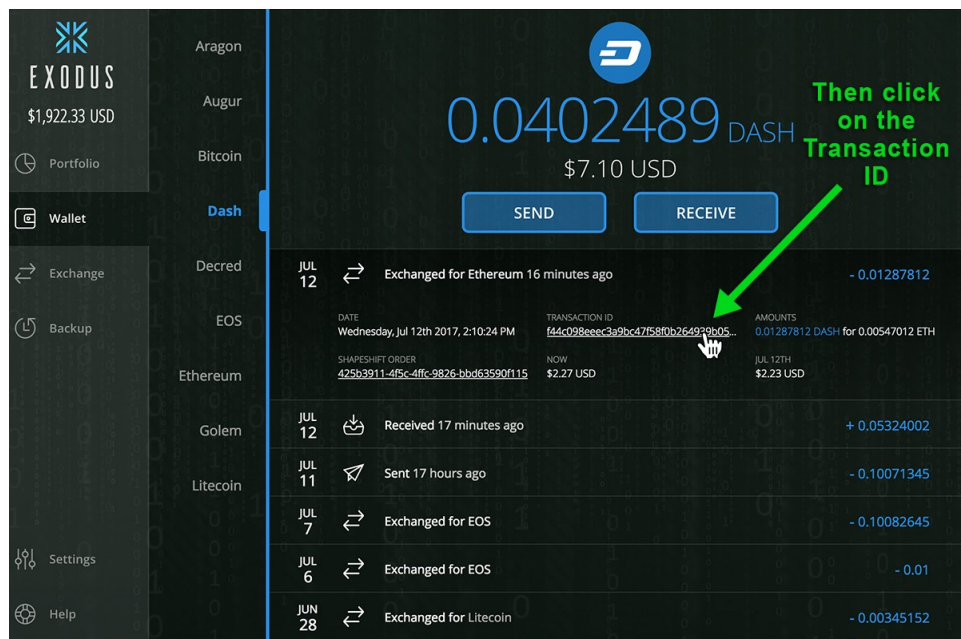 EXODUS
$1,922.33 USD
Portfolio
Wallet
Exchange
Backup
Settings
Help
Aragon
Augur
Bitcoin
Dash
Decred
EOS
Ethereum
Golem
Litecoin
0.0402489 DASH
$7.10 USD
SEND
RECEIVE
Then click
on the
Transaction
ID
JUL
12
Exchanged for Ethereum 16 minutes ago
- 0.01287812
DATE
Wednesday, Jul 12th 2017, 2:10:24 PM
TRANSACTION ID
f44c098eeec3a9bc47f58f0b264939b05...
AMOUNTS
0.01287812 DASH for 0.00547012 ETH
SHAPESHIFT ORDER
425b3911-4f5c-4ffc-9826-bbd63590f115
NOW
$2.27 USD
JUL 12TH
$2.23 USD
JUL
12
Received 17 minutes ago
+ 0.05324002
JUL
11
Sent 17 hours ago
- 0.10071345
JUL
7
Exchanged for EOS
- 0.10082645
JUL
6
Exchanged for EOS
- 0.01
JUN
28
Exchanged for Litecoin
- 0.00345152